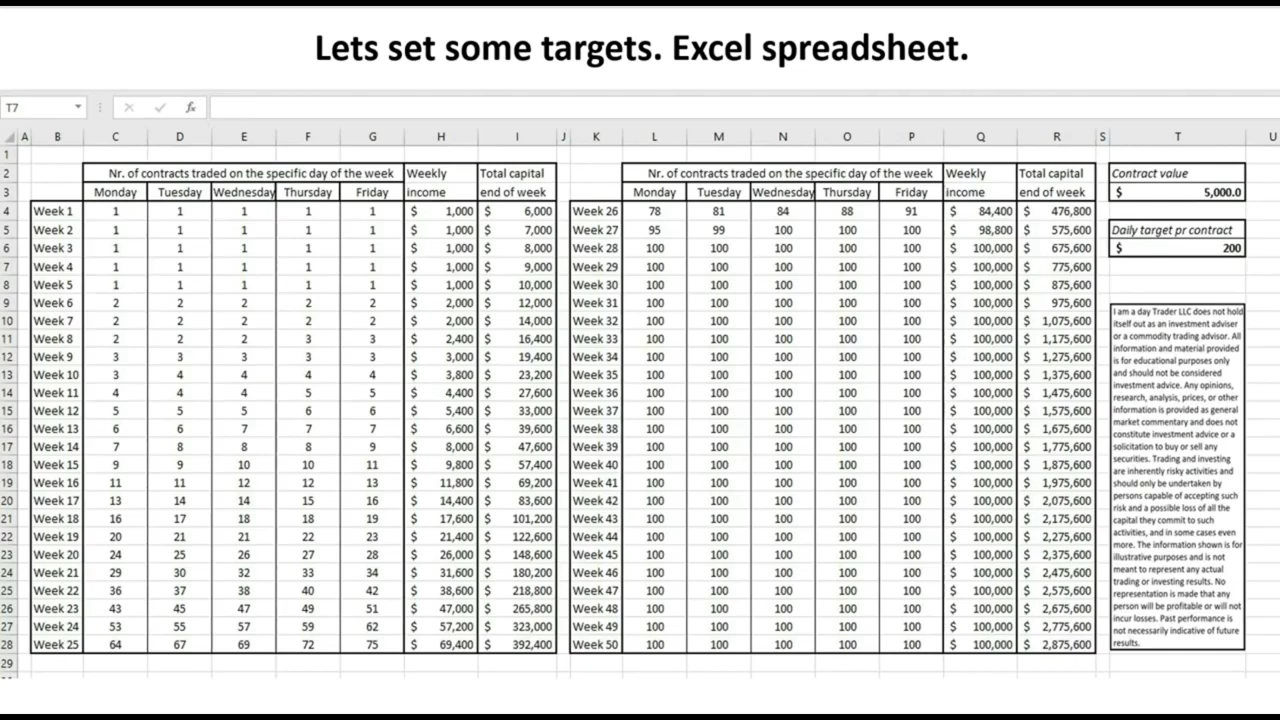 Lets set some targets. Excel spreadsheet.
T7 fx
A B C D E F G H I J K L M N O P Q R S T U
1
2 Nr. of contracts traded on the specific day of the week Weekly Total capital Nr. of contracts traded on the specific day of the week Weekly Total capital Contract value
3 Monday Tuesday Wednesday Thursday Friday income end of week Monday Tuesday Wednesday Thursday Friday income end of week $ 5,000.0
4 Week 1 1 1 1 1 1 $ 1,000 $ 6,000 Week 26 78 81 84 88 91 $ 84,400 $ 476,800
5 Week 2 1 1 1 1 1 $ 1,000 $ 7,000 Week 27 95 99 100 100 100 $ 98,800 $ 575,600 Daily target pr contract
6 Week 3 1 1 1 1 1 $ 1,000 $ 8,000 Week 28 100 100 100 100 100 $ 100,000 $ 675,600 $ 200
7 Week 4 1 1 1 1 1 $ 1,000 $ 9,000 Week 29 100 100 100 100 100 $ 100,000 $ 775,600
8 Week 5 1 1 1 1 1 $ 1,000 $ 10,000 Week 30 100 100 100 100 100 $ 100,000 $ 875,600
9 Week 6 2 2 2 2 2 $ 2,000 $ 12,000 Week 31 100 100 100 100 100 $ 100,000 $ 975,600
10 Week 7 2 2 2 2 2 $ 2,000 $ 14,000 Week 32 100 100 100 100 100 $ 100,000 $ 1,075,600
11 Week 8 2 2 2 3 3 $ 2,400 $ 16,400 Week 33 100 100 100 100 100 $ 100,000 $ 1,175,600
12 Week 9 3 3 3 3 3 $ 3,000 $ 19,400 Week 34 100 100 100 100 100 $ 100,000 $ 1,275,600
13 Week 10 3 4 4 4 4 $ 3,800 $ 23,200 Week 35 100 100 100 100 100 $ 100,000 $ 1,375,600
14 Week 11 4 4 4 5 5 $ 4,400 $ 27,600 Week 36 100 100 100 100 100 $ 100,000 $ 1,475,600
15 Week 12 5 5 5 6 6 $ 5,400 $ 33,000 Week 37 100 100 100 100 100 $ 100,000 $ 1,575,600
16 Week 13 6 6 7 7 7 $ 6,600 $ 39,600 Week 38 100 100 100 100 100 $ 100,000 $ 1,675,600
17 Week 14 7 8 8 8 9 $ 8,000 $ 47,600 Week 39 100 100 100 100 100 $ 100,000 $ 1,775,600
18 Week 15 9 9 10 10 11 $ 9,800 $ 57,400 Week 40 100 100 100 100 100 $ 100,000 $ 1,875,600
19 Week 16 11 11 12 12 13 $ 11,800 $ 69,200 Week 41 100 100 100 100 100 $ 100,000 $ 1,975,600
20 Week 17 13 14 14 15 16 $ 14,400 $ 83,600 Week 42 100 100 100 100 100 $ 100,000 $ 2,075,600
21 Week 18 16 17 18 18 19 $ 17,600 $ 101,200 Week 43 100 100 100 100 100 $ 100,000 $ 2,175,600
22 Week 19 20 21 21 22 23 $ 21,400 $ 122,600 Week 44 100 100 100 100 100 $ 100,000 $ 2,275,600
23 Week 20 24 25 26 27 28 $ 26,000 $ 148,600 Week 45 100 100 100 100 100 $ 100,000 $ 2,375,600
24 Week 21 29 30 32 33 34 $ 31,600 $ 180,200 Week 46 100 100 100 100 100 $ 100,000 $ 2,475,600
25 Week 22 36 37 38 40 42 $ 38,600 $ 218,800 Week 47 100 100 100 100 100 $ 100,000 $ 2,575,600
26 Week 23 43 45 47 49 51 $ 47,000 $ 265,800 Week 48 100 100 100 100 100 $ 100,000 $ 2,675,600
27 Week 24 53 55 57 59 62 $ 57,200 $ 323,000 Week 49 100 100 100 100 100 $ 100,000 $ 2,775,600
28 Week 25 64 67 69 72 75 $ 69,400 $ 392,400 Week 50 100 100 100 100 100 $ 100,000 $ 2,875,600
29
I am a day Trader LLC does not hold
itself out as an investment adviser
or a commodity trading advisor. All
information and material provided
is for educational purposes only
and should not be considered
investment advice. Any opinions,
research, analysis, prices, or other
information is provided as general
market commentary and does not
constitute investment advice or a
solicitation to buy or sell any
securities. Trading and investing
are inherently risky activities and
should only be undertaken by
persons capable of accepting such
risk and a possible loss of all the
capital they commit to such
activities, and in some cases even
more. The information shown is for
illustrative purposes and is not
meant to represent any actual
trading or investing results. No
representation is made that any
person will be profitable or will not
incur losses. Past performance is
not necessarily indicative of future
results.